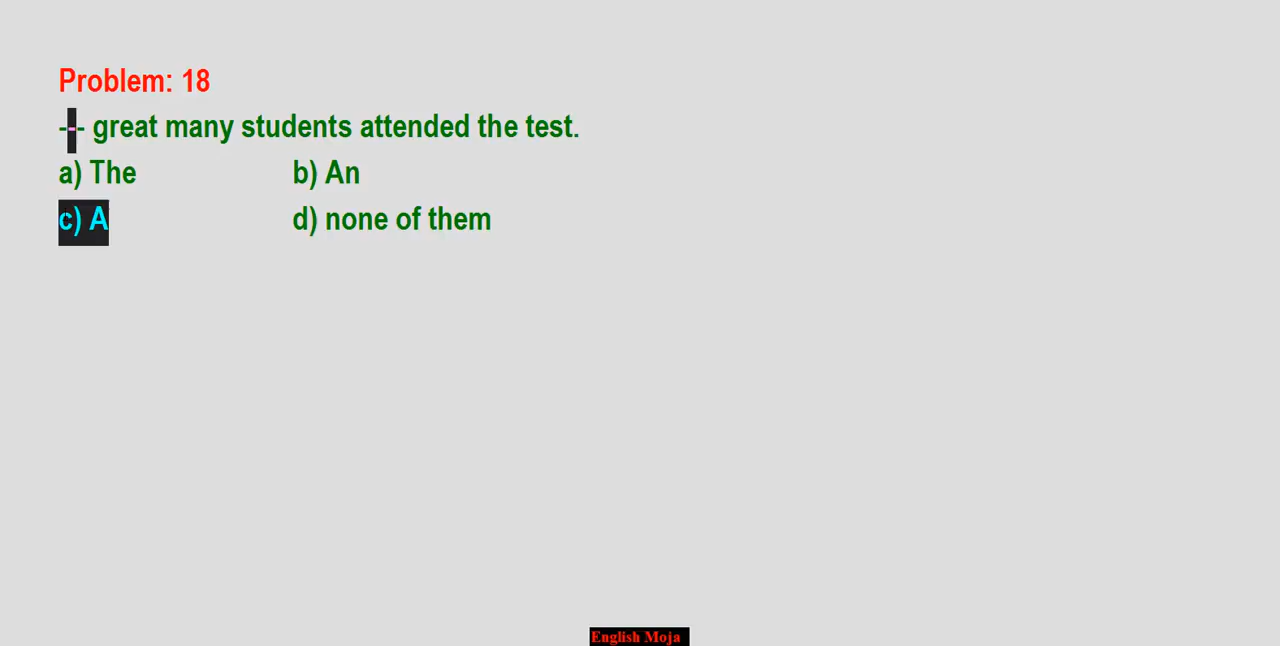 Problem: 18
--- great many students attended the test.
a) The b) An
c) A d) none of them
English Moja